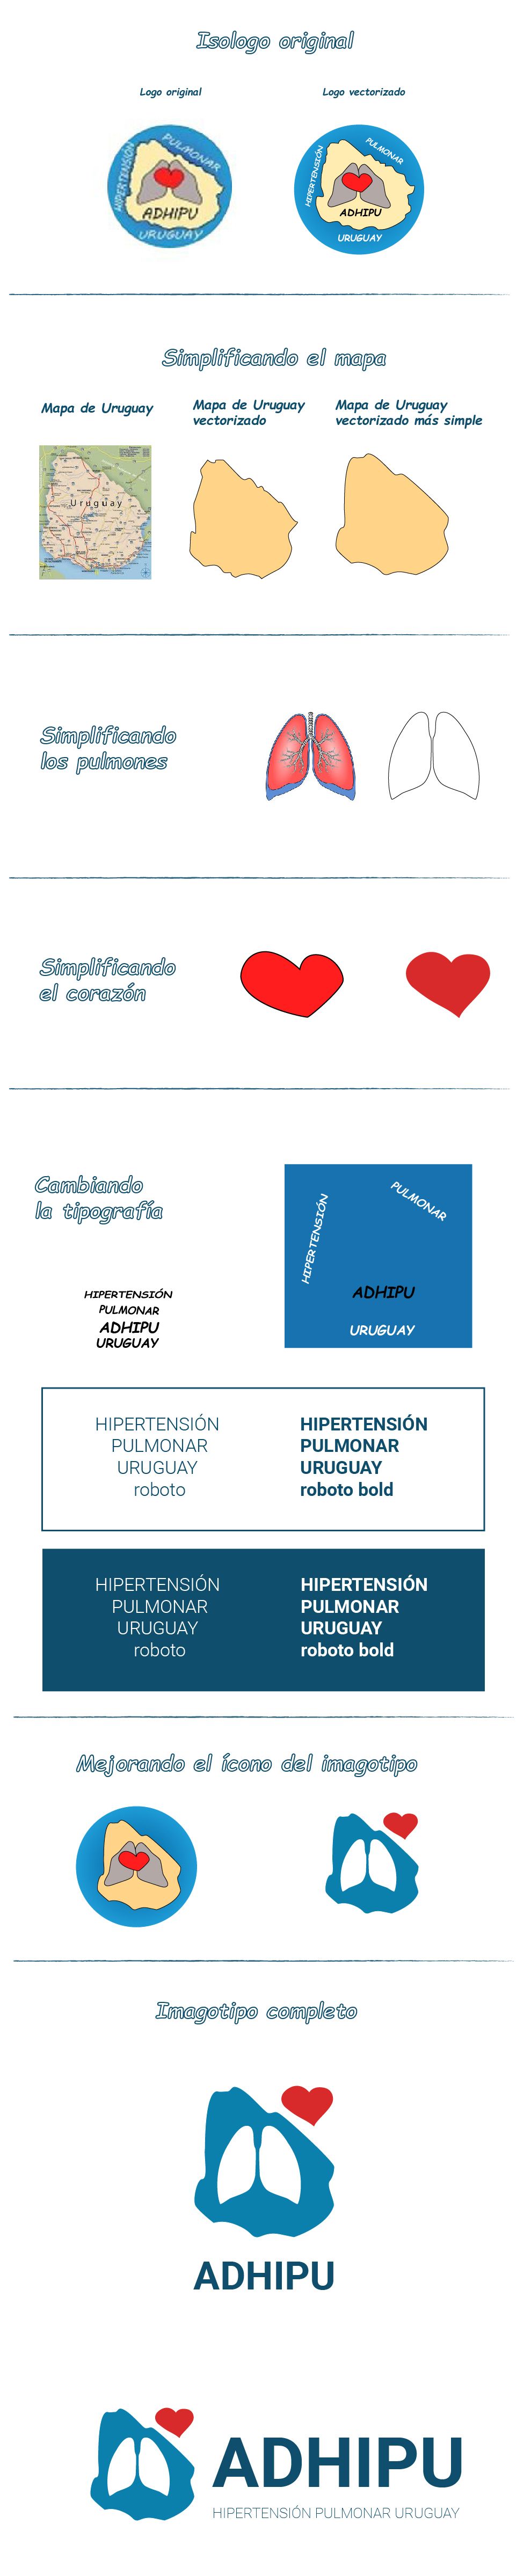 Isologo original
Logo original
Logo vectorizado
HIPERTENSIÓN
PULMONAR
ADHIPU
URUGUAY
HIPERTENSIÓN
PULMONAR
ADHIPU
URUGUAY
Simplificando el mapa
Mapa de Uruguay
Mapa de Uruguay
vectorizado
Mapa de Uruguay
vectorizado más simple
Uruguay
Simplificando
los pulmones
Simplificando
el corazón
Cambiando
la tipografía
HIPERTENSIÓN
PULMONAR
ADHIPU
URUGUAY
HIPERTENSIÓN
PULMONAR
ADHIPU
URUGUAY
HIPERTENSIÓN
PULMONAR
URUGUAY
roboto
HIPERTENSIÓN
PULMONAR
URUGUAY
roboto bold
HIPERTENSIÓN
PULMONAR
URUGUAY
roboto
HIPERTENSIÓN
PULMONAR
URUGUAY
roboto bold
Mejorando el ícono del imagotipo
Imagotipo completo
ADHIPU
ADHIPU
HIPERTENSIÓN PULMONAR URUGUAY